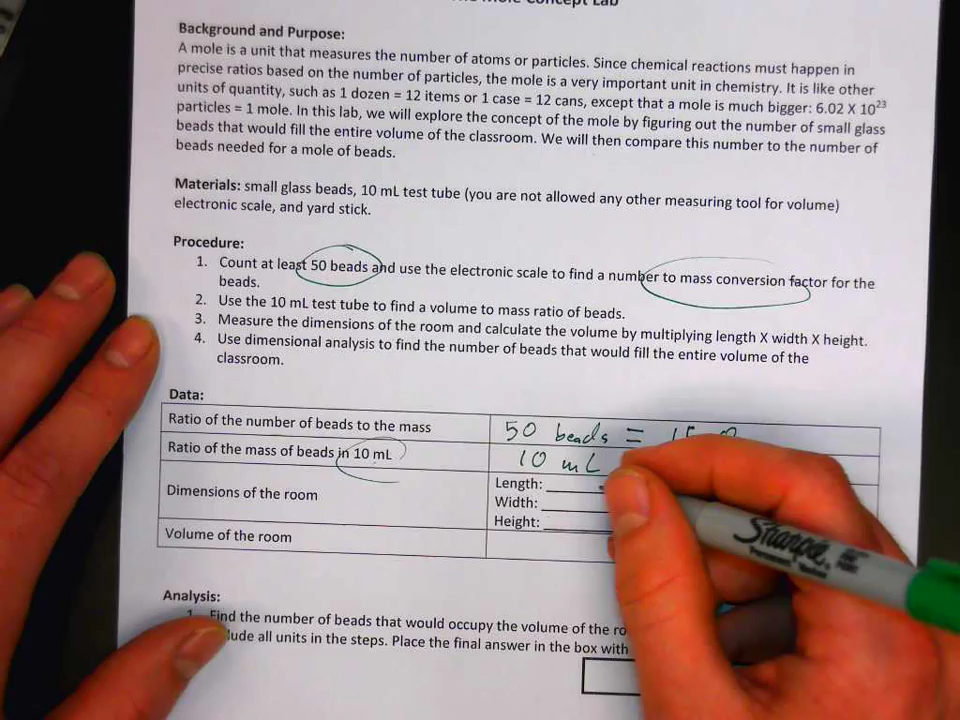 Mole Concept Lab
Background and Purpose:
A mole is a unit that measures the number of atoms or particles. Since chemical reactions must happen in
precise ratios based on the number of particles, the mole is a very important unit in chemistry. It is like other
units of quantity, such as 1 dozen = 12 items or 1 case = 12 cans, except that a mole is much bigger: 6.02 X 10²³
particles = 1 mole. In this lab, we will explore the concept of the mole by figuring out the number of small glass
beads that would fill the entire volume of the classroom. We will then compare this number to the number of
beads needed for a mole of beads.
Materials: small glass beads, 10 mL test tube (you are not allowed any other measuring tool for volume)
electronic scale, and yard stick.
Procedure:
1. Count at least 50 beads and use the electronic scale to find a number to mass conversion factor for the
beads.
2. Use the 10 mL test tube to find a volume to mass ratio of beads.
3. Measure the dimensions of the room and calculate the volume by multiplying length X width X height.
4. Use dimensional analysis to find the number of beads that would fill the entire volume of the
classroom.
Data:
Ratio of the number of beads to the mass 50 beads =
Ratio of the mass of beads in 10 mL 10 mL
Dimensions of the room
Length:
Width:
Height:
Volume of the room
Analysis:
1. Find the number of beads that would occupy the volume of the
all units in the steps. Place the final answer in the box with
Sharpie
Permanent Marker